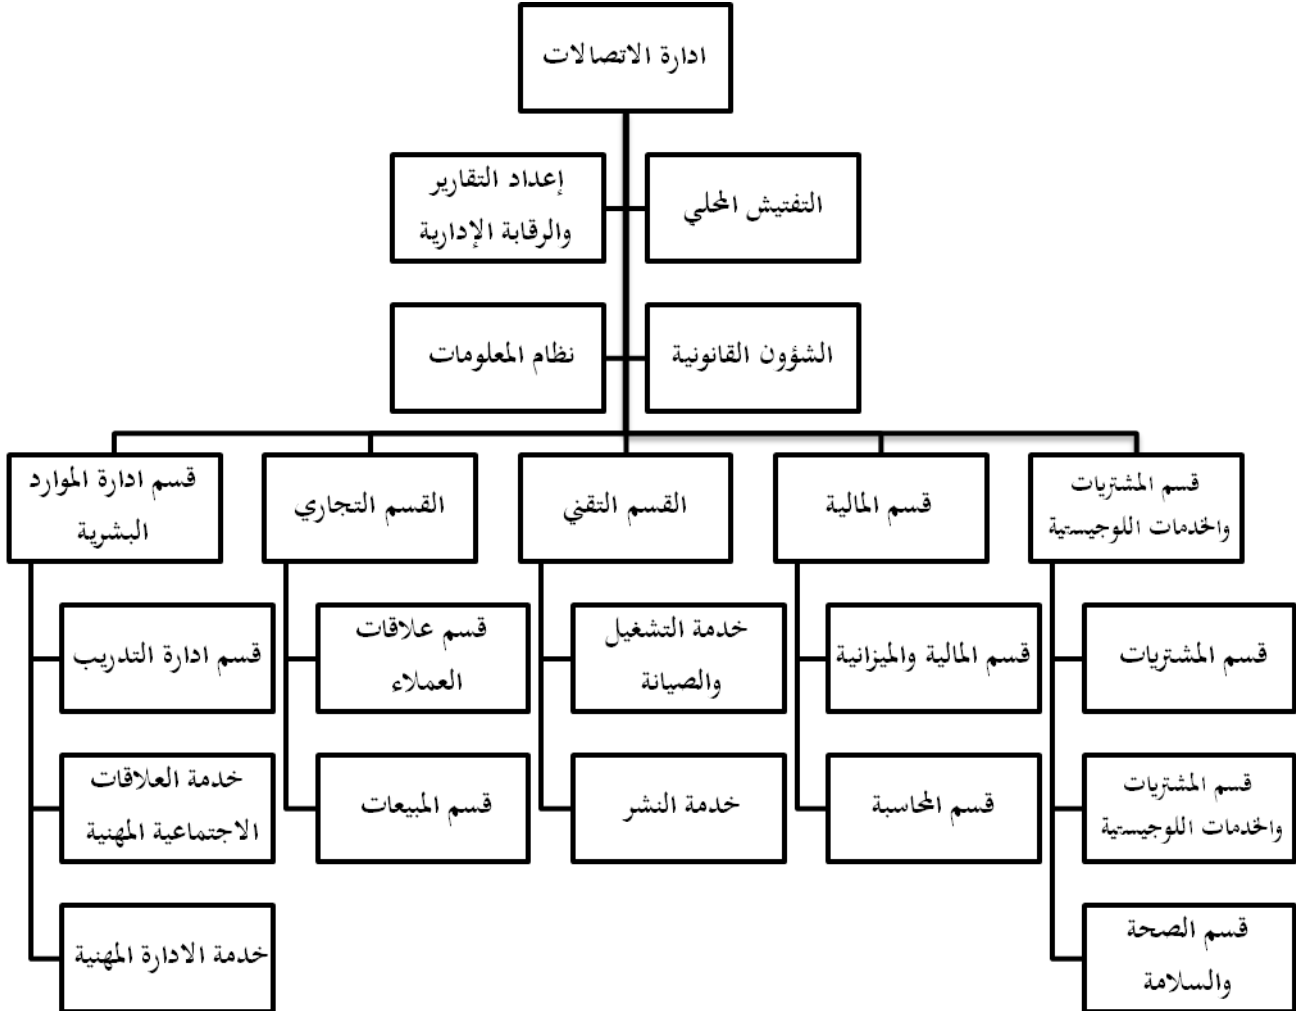 ادارة الاتصالات
التفتيش المحلي
إعداد التقارير
والرقابة الإدارية
الشؤون القانونية
نظام المعلومات
قسم المشتريات
والخدمات اللوجيستية
قسم المالية
القسم التقني
القسم التجاري
قسم ادارة الموارد
البشرية
قسم المشتريات
قسم المالية والميزانية
خدمة التشغيل
والصيانة
قسم علاقات
العملاء
قسم ادارة التدريب
قسم المشتريات
والخدمات اللوجيستية
قسم المحاسبة
خدمة النشر
قسم المبيعات
خدمة العلاقات
الاجتماعية المهنية
قسم الصحة
والسلامة
خدمة الادارة المهنية